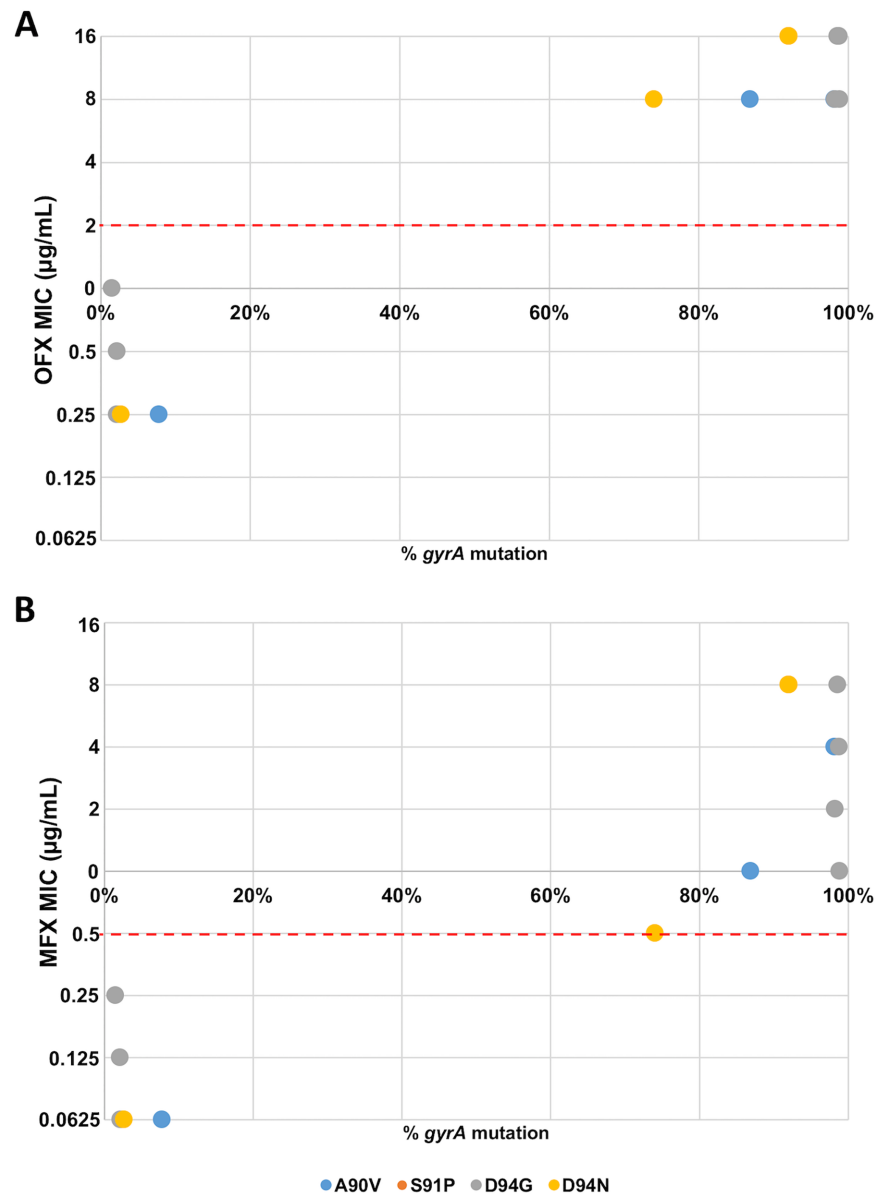 A
16
8
4
2
0
0% 20% 40% 60% 80% 100%
0.5
0.25
0.125
0.0625
OFX MIC (µg/mL)
% gyrA mutation
B
16
8
4
2
0
0% 20% 40% 60% 80% 100%
0.5
0.25
0.125
0.0625
MFX MIC (µg/mL)
% gyrA mutation
A90V S91P D94G D94N